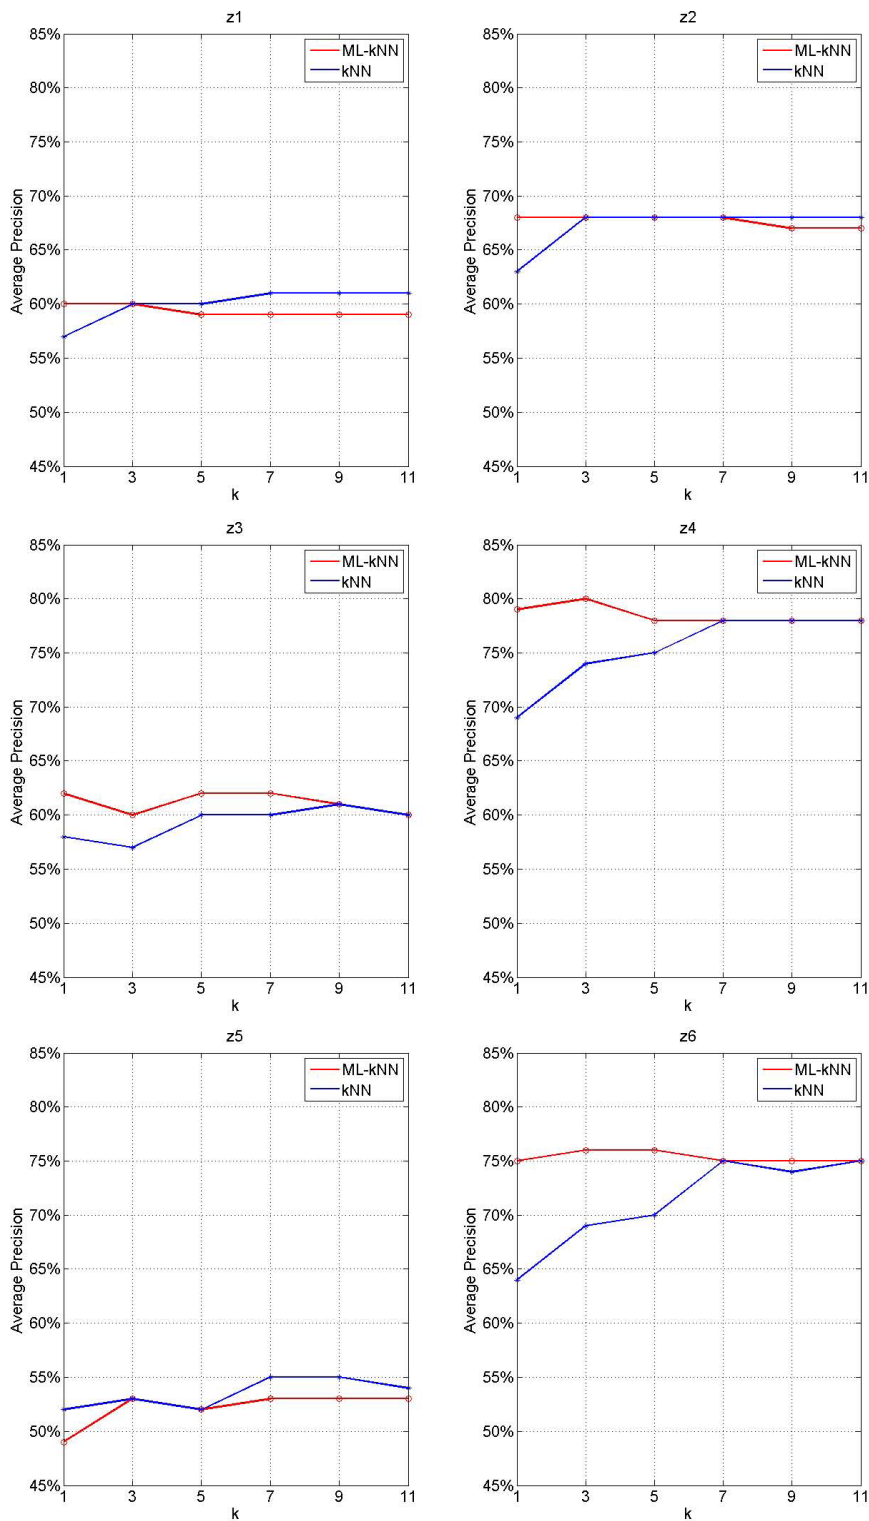 z1
85%
80%
75%
70%
65%
60%
55%
50%
45%
Average Precision
ML-kNN
kNN
1 3 5 7 9 11
k
z2
85%
80%
75%
70%
65%
60%
55%
50%
45%
Average Precision
ML-kNN
kNN
1 3 5 7 9 11
k
z3
85%
80%
75%
70%
65%
60%
55%
50%
45%
Average Precision
ML-kNN
kNN
1 3 5 7 9 11
k
z4
85%
80%
75%
70%
65%
60%
55%
50%
45%
Average Precision
ML-kNN
kNN
1 3 5 7 9 11
k
z5
85%
80%
75%
70%
65%
60%
55%
50%
45%
Average Precision
ML-kNN
kNN
1 3 5 7 9 11
k
z6
85%
80%
75%
70%
65%
60%
55%
50%
45%
Average Precision
ML-kNN
kNN
1 3 5 7 9 11
k